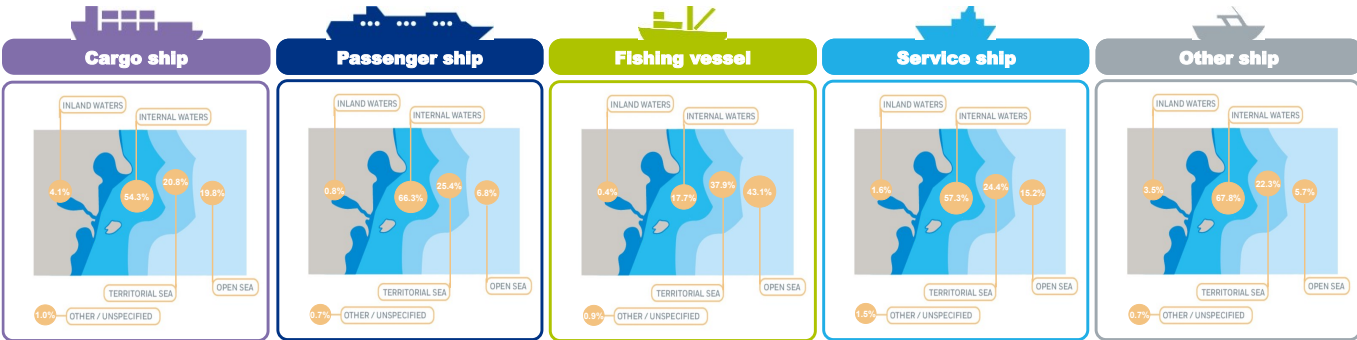 Cargo ship
INLAND WATERS
INTERNAL WATERS
4.1%
54.3%
20.8%
19.8%
TERRITORIAL SEA
OPEN SEA
1.0%
OTHER / UNSPECIFIED
Passenger ship
INLAND WATERS
INTERNAL WATERS
0.8%
66.3%
25.4%
6.8%
TERRITORIAL SEA
OPEN SEA
0.7%
OTHER / UNSPECIFIED
Fishing vessel
INLAND WATERS
INTERNAL WATERS
0.4%
17.7%
37.9%
43.1%
TERRITORIAL SEA
OPEN SEA
0.9%
OTHER / UNSPECIFIED
Service ship
INLAND WATERS
INTERNAL WATERS
1.6%
57.3%
24.4%
15.2%
TERRITORIAL SEA
OPEN SEA
1.5%
OTHER / UNSPECIFIED
Other ship
INLAND WATERS
INTERNAL WATERS
3.5%
67.8%
22.3%
5.7%
TERRITORIAL SEA
OPEN SEA
0.7%
OTHER / UNSPECIFIED